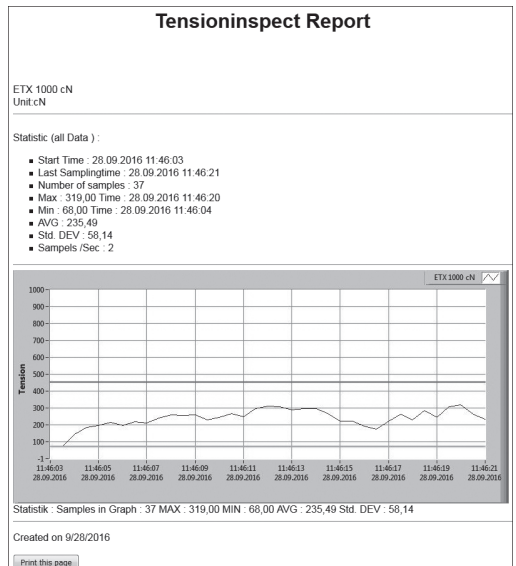 Tensioninspect Report
ETX 1000 cN
Unit:cN
Statistic (all Data ) :
▪ Start Time : 28.09.2016 11:46:03
▪ Last Samplingtime : 28.09.2016 11:46:21
▪ Number of samples : 37
▪ Max : 319,00 Time : 28.09.2016 11:46:20
▪ Min : 68,00 Time : 28.09.2016 11:46:04
▪ AVG : 235,49
▪ Std. DEV : 58,14
▪ Sampels /Sec : 2
ETX 1000 cN
Tension
1000
900
800
700
600
500
400
300
200
100
-1
11:46:03 11:46:05 11:46:07 11:46:09 11:46:11 11:46:13 11:46:15 11:46:17 11:46:19 11:46:21
28.09.2016 28.09.2016 28.09.2016 28.09.2016 28.09.2016 28.09.2016 28.09.2016 28.09.2016 28.09.2016 28.09.2016
Statistik : Samples in Graph : 37 MAX : 319,00 MIN : 68,00 AVG : 235,49 Std. DEV : 58,14
Created on 9/28/2016
Print this page